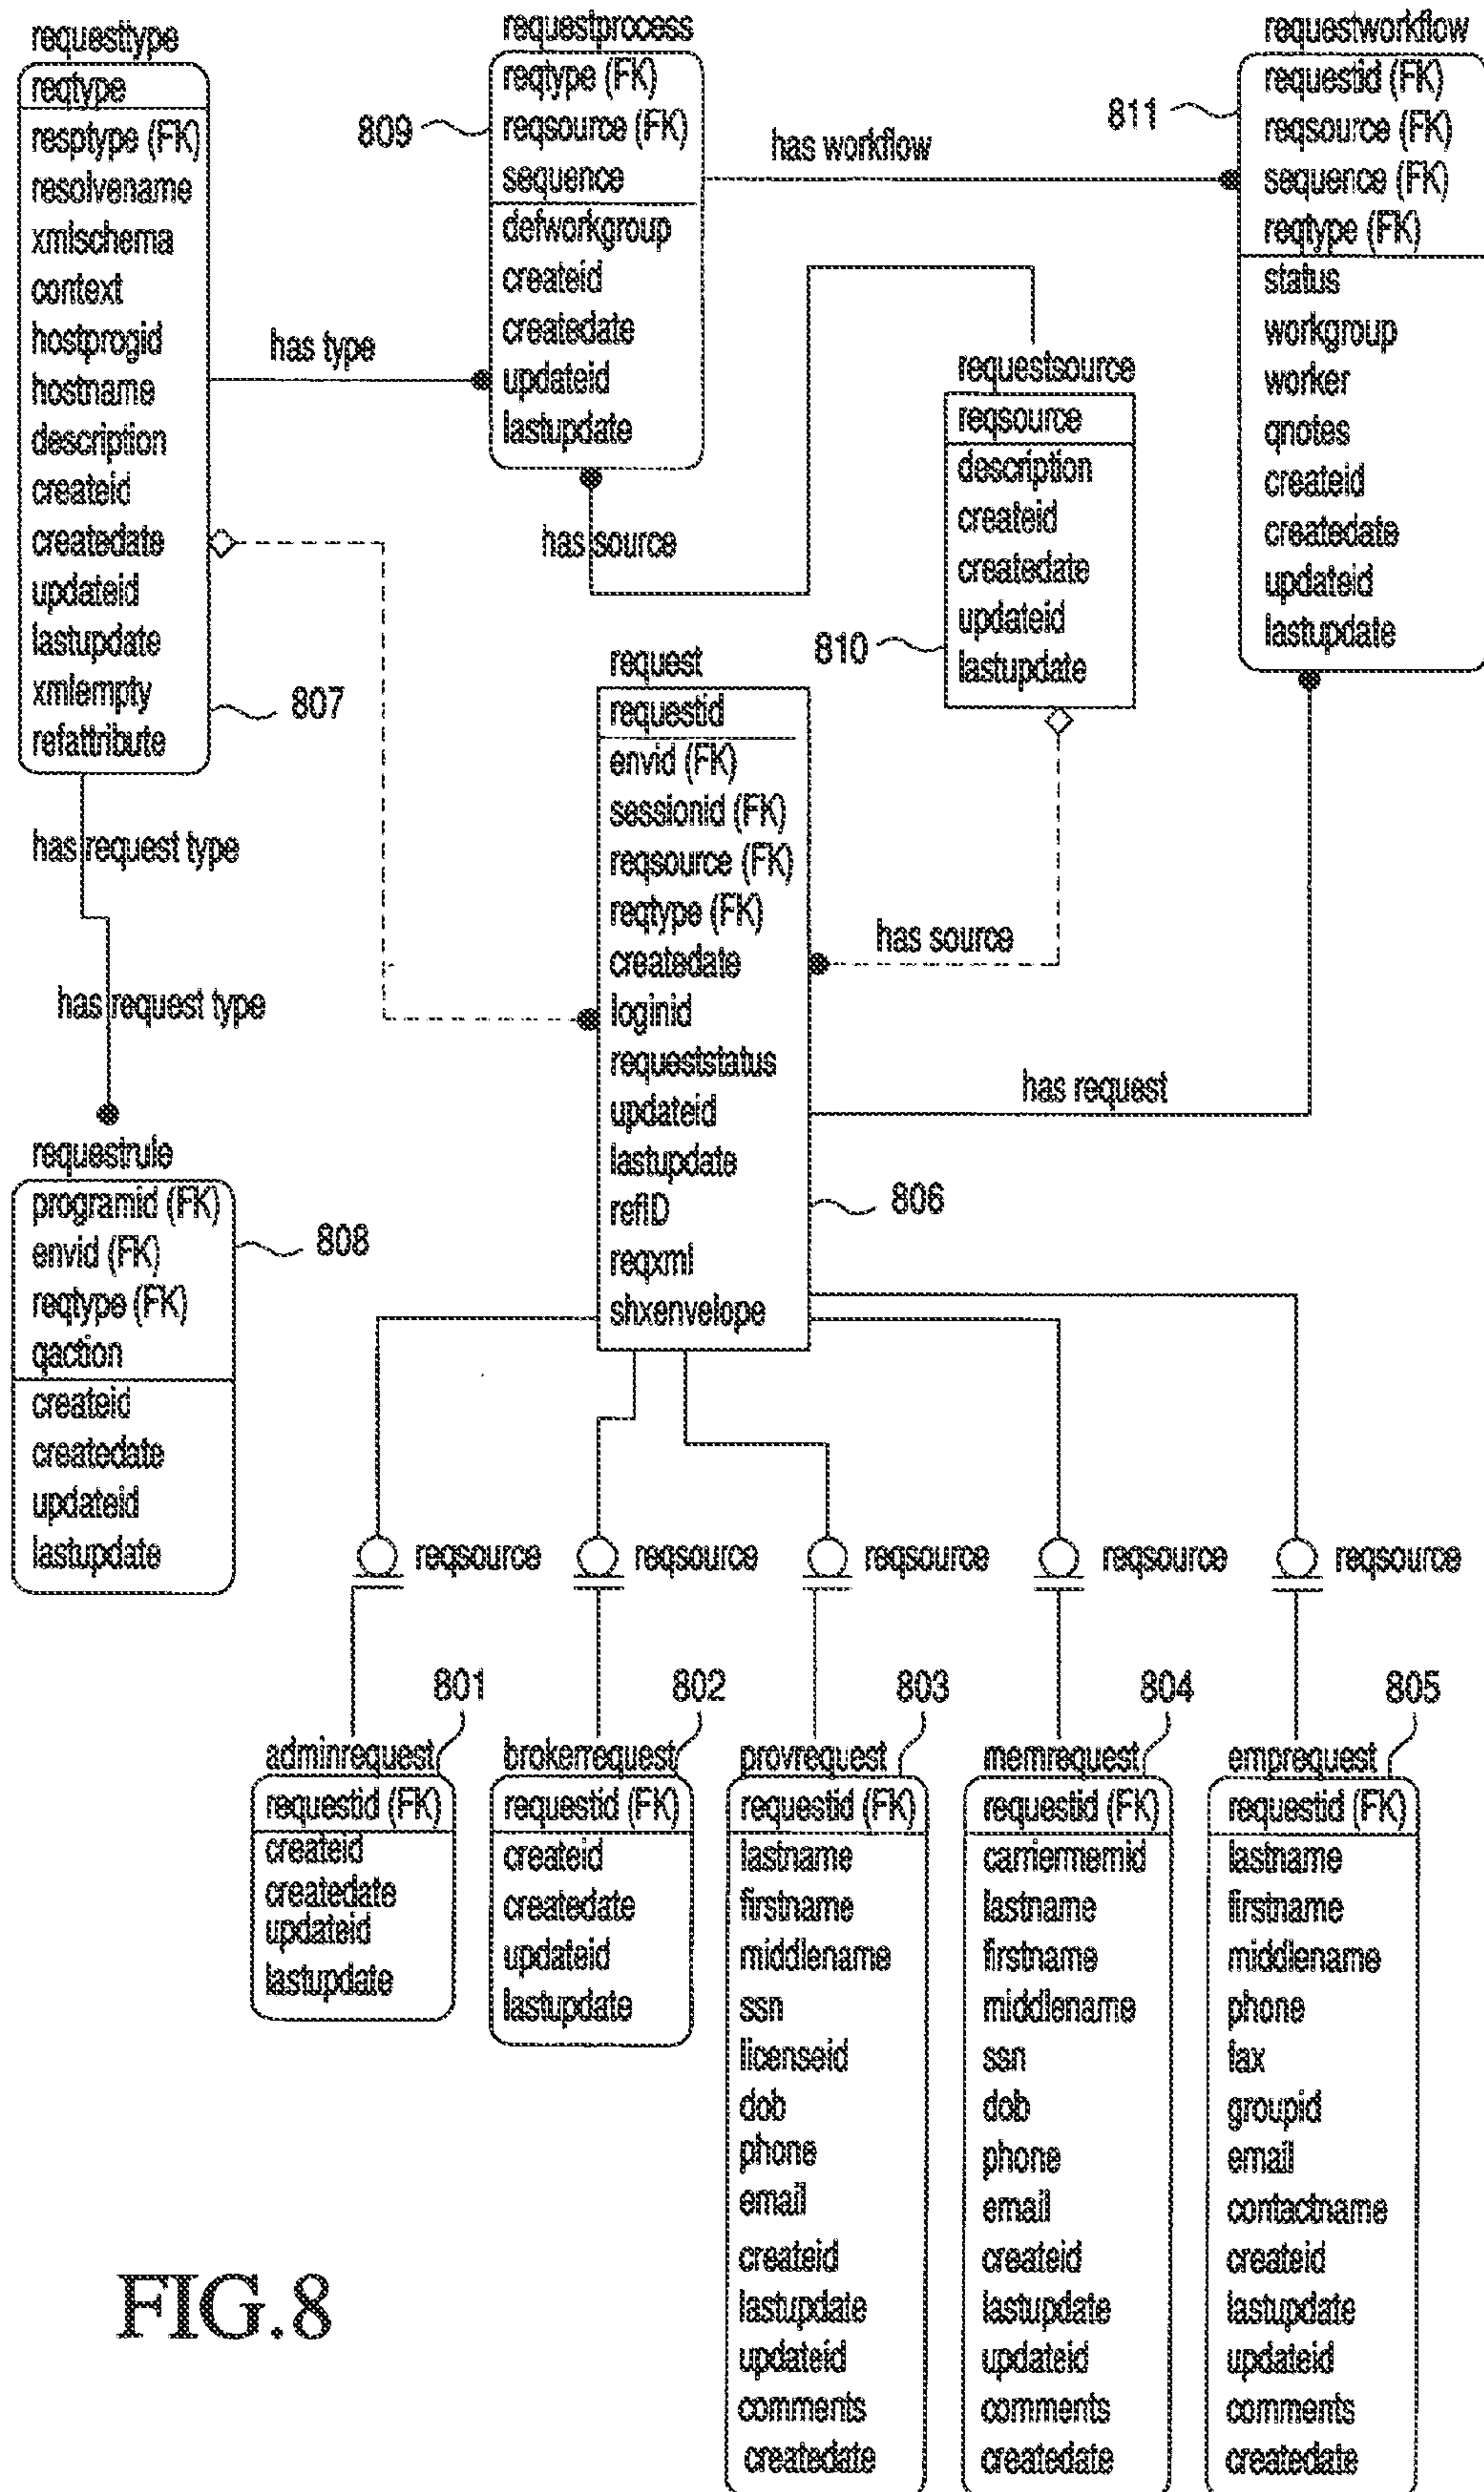 requesttype
reqtype
resptype (FK)
resolvename
xmlschema
context
hostprogid
hostname
description
createid
createdate
updateid
lastupdate
xmlempty
refattribute
807
has type
requestprocess
reqtype (FK)
reqsource (FK)
sequence
defworkgroup
createid
createdate
updateid
lastupdate
809
has workflow
has source
requestworkflow
requestid (FK)
reqsource (FK)
sequence (FK)
reqtype (FK)
status
workgroup
worker
qnotes
createid
createdate
updateid
lastupdate
811
requestsource
reqsource
description
createid
createdate
updateid
lastupdate
810
request
requestid
envid (FK)
sessionid (FK)
reqsource (FK)
reqtype (FK)
createdate
loginid
requeststatus
updateid
lastupdate
refID
reqxml
shxenvelope
806
has source
has request
has request type
has request type
requestrule
programid (FK)
envid (FK)
reqtype (FK)
qaction
createid
createdate
updateid
lastupdate
808
reqsource
reqsource
reqsource
reqsource
reqsource
801
adminrequest
requestid (FK)
createid
createdate
updateid
lastupdate
802
brokerrequest
requestid (FK)
createid
createdate
updateid
lastupdate
803
provrequest
requestid (FK)
lastname
firstname
middlename
ssn
licenseid
dob
phone
email
createid
lastupdate
updateid
comments
createdate
804
memrequest
requestid (FK)
carriermemid
lastname
firstname
middlename
ssn
dob
phone
email
createid
lastupdate
updateid
comments
createdate
805
emprequest
requestid (FK)
lastname
firstname
middlename
phone
fax
groupid
email
contactname
createid
lastupdate
updateid
comments
createdate
FIG.8